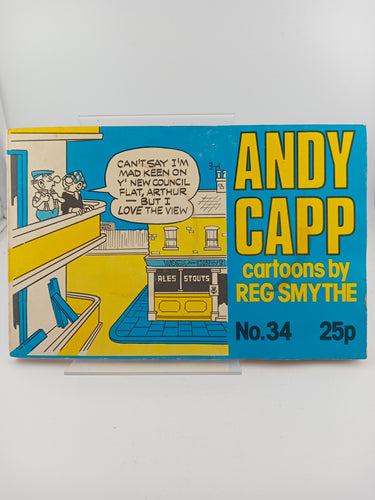 CAN'T SAY I'M
MAD KEEN ON
Y' NEW COUNCIL
FLAT, ARTHUR
— BUT I
LOVE THE VIEW
ALES STOUTS
ANDY
CAPP
cartoons by
REG SMYTHE
No.34 25p